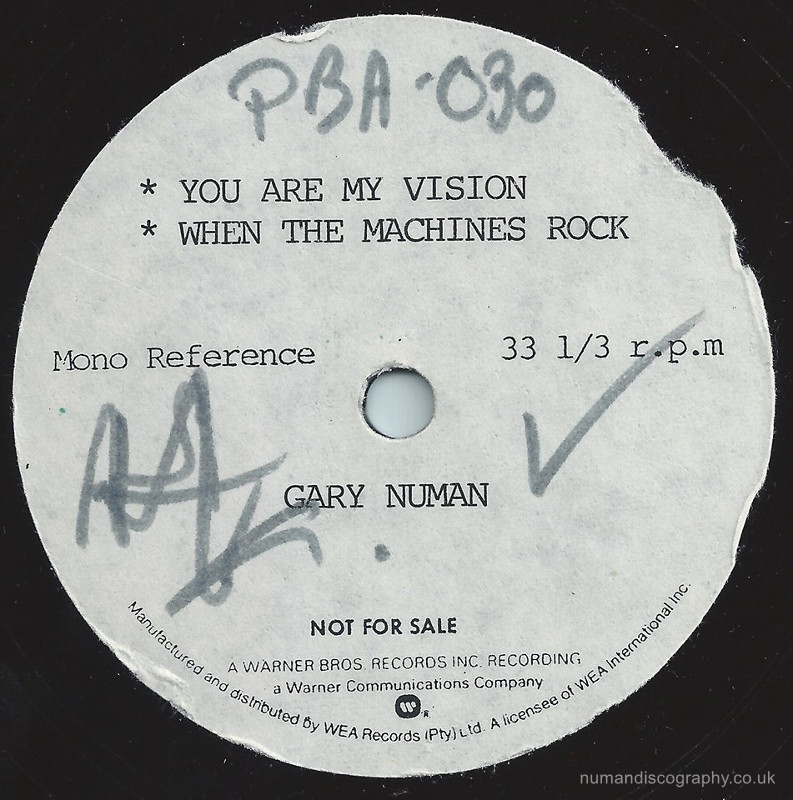 PBA-030
* YOU ARE MY VISION
* WHEN THE MACHINES ROCK
Mono Reference
33 1/3 r.p.m
GARY NUMAN
NOT FOR SALE
A WARNER BROS. RECORDS INC. RECORDING
a Warner Communications Company
Manufactured and distributed by WEA Records (Pty) Ltd. A licensee of WEA International Inc.
numandiscography.co.uk